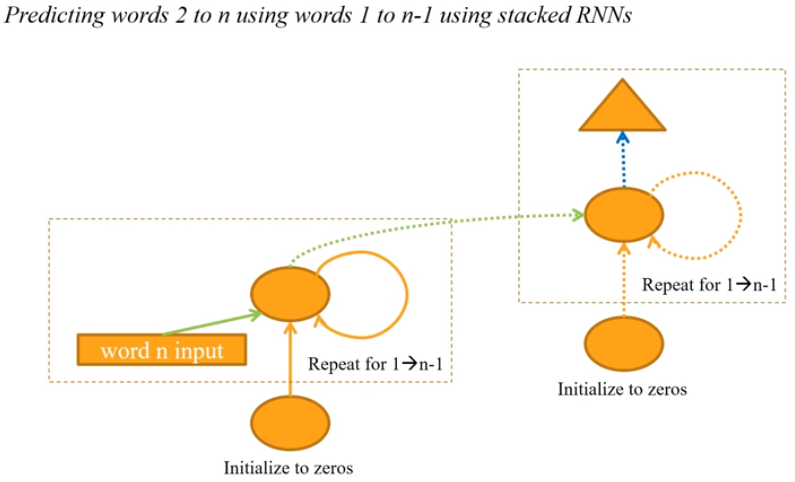 Predicting words 2 to n using words 1 to n-1 using stacked RNNs
Repeat for 1→n-1
word n input
Repeat for 1→n-1
Initialize to zeros
Initialize to zeros